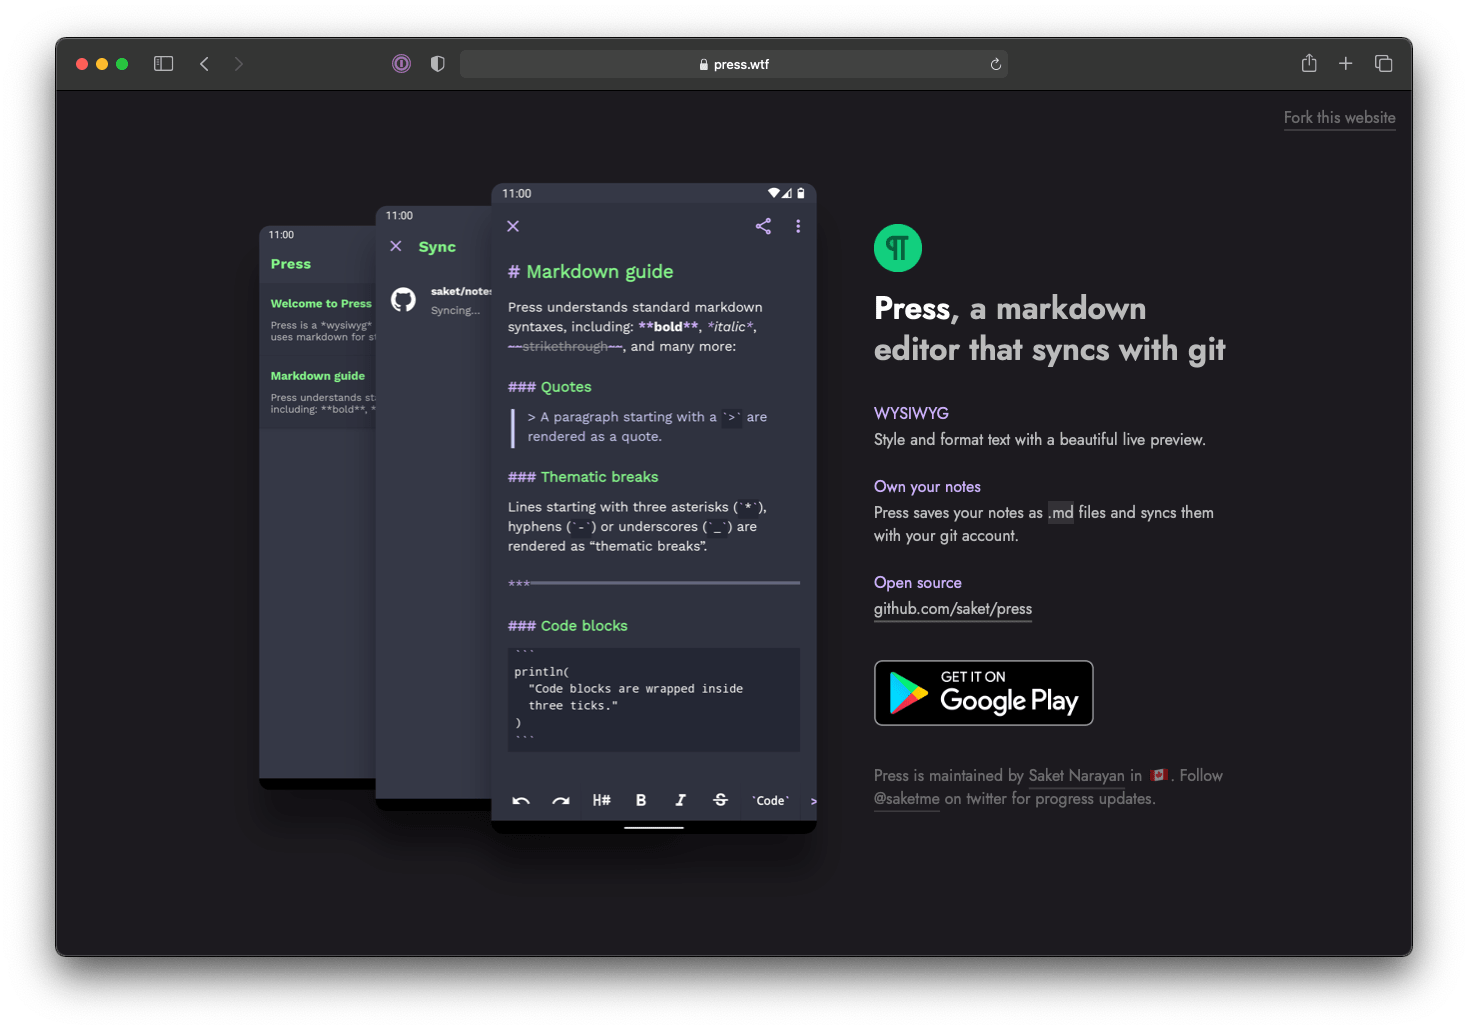 press.wtf
Fork this website
11:00
Press
Welcome to Press
Press is a *wysiwyg*
uses markdown for
Markdown guide
Press understands
including: **bold**, *
11:00
Sync
saket/notes
Syncing...
11:00
# Markdown guide
Press understands standard markdown
syntaxes, including: **bold**, *italic*,
~~strikethrough~~, and many more:
### Quotes
> A paragraph starting with a `>` are
rendered as a quote.
### Thematic breaks
Lines starting with three asterisks (`*`),
hyphens (`-`) or underscores (`_`) are
rendered as “thematic breaks”.
***
### Code blocks
```
println(
"Code blocks are wrapped inside
three ticks."
)
```
H# B I S `Code` >
Press, a markdown
editor that syncs with git
WYSIWYG
Style and format text with a beautiful live preview.
Own your notes
Press saves your notes as .md files and syncs them
with your git account.
Open source
github.com/saket/press
GET IT ON
Google Play
Press is maintained by Saket Narayan in 🇨🇦. Follow
@saketme on twitter for progress updates.